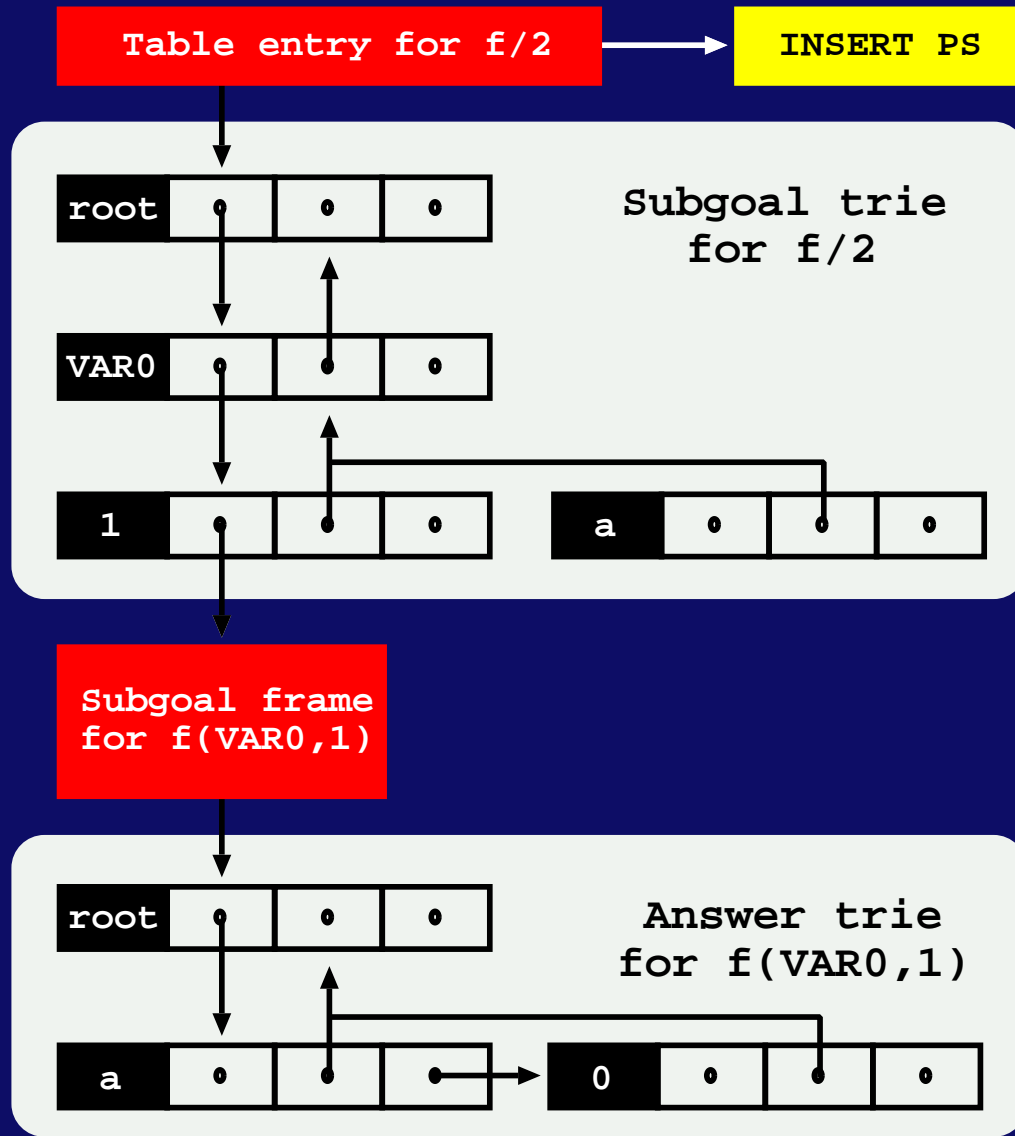 Table entry for f/2
INSERT PS
root
Subgoal trie
for f/2
VAR0
1
a
Subgoal frame
for f(VAR0,1)
root
Answer trie
for f(VAR0,1)
a
0